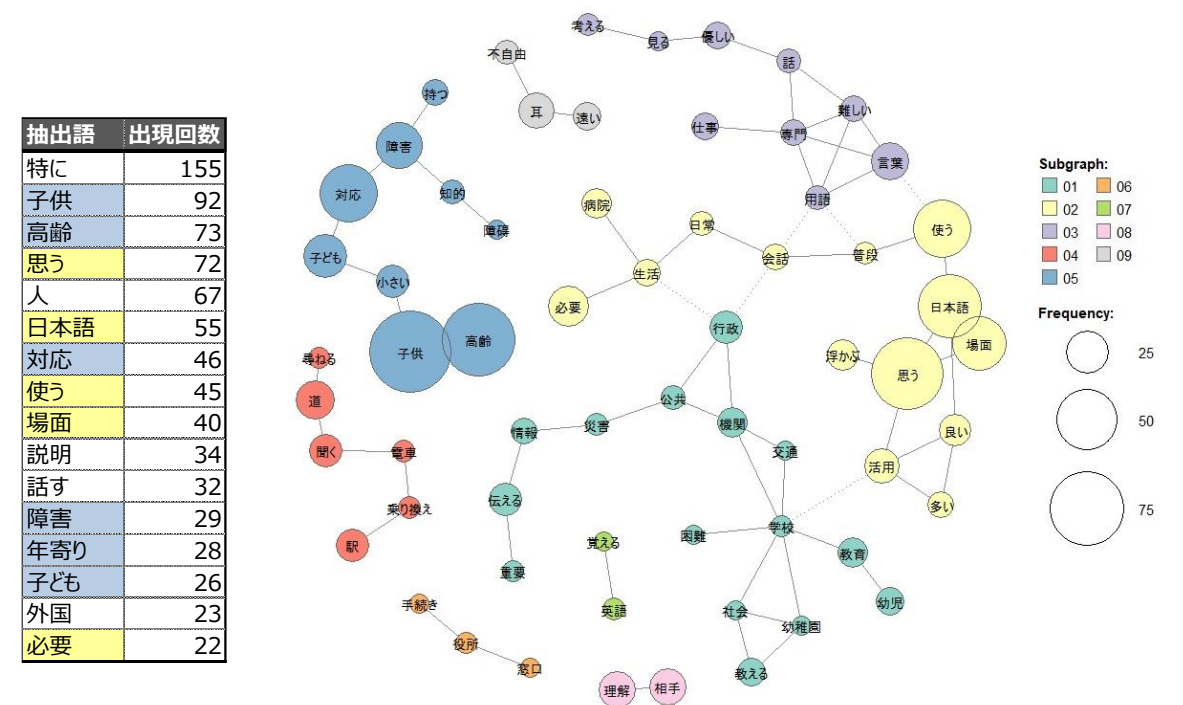 抽出語 出現回数
特に 155
子供 92
高齢 73
思う 72
人 67
日本語 55
対応 46
使う 45
場面 40
説明 34
話す 32
障害 29
年寄り 28
子ども 26
外国 23
必要 22
考える
見る
優しい
話
難しい
仕事
専門
言葉
用語
不自由
耳
遠い
持つ
障害
対応
知的
障碍
子ども
小さい
子供
高齢
病院
日常
生活
会話
普段
使う
必要
日本語
場面
浮かぶ
思う
良い
活用
多い
行政
公共
機関
災害
情報
交通
伝える
学校
困難
重要
教育
幼児
社会
幼稚園
教える
尋ねる
道
聞く
電車
乗り換え
駅
覚える
英語
手続き
役所
窓口
理解
相手
Subgraph:
01 06
02 07
03 08
04 09
05
Frequency:
25
50
75